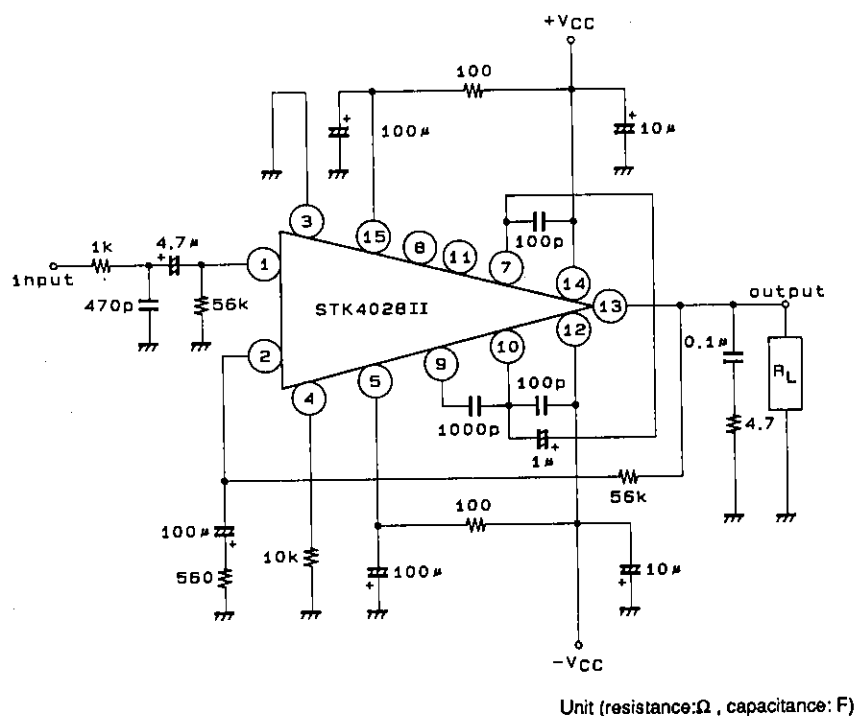 +VCC
100
100μ
10μ
3
15
8
11
7
100p
14
1k
4.7μ
1
input
470p
56k
STK4028II
13
output
2
12
10
0.1μ
RL
9
5
4
100p
1000p
4.7
1μ
56k
100
100μ
10k
560
100μ
10μ
-VCC
Unit (resistance:Ω , capacitance: F)